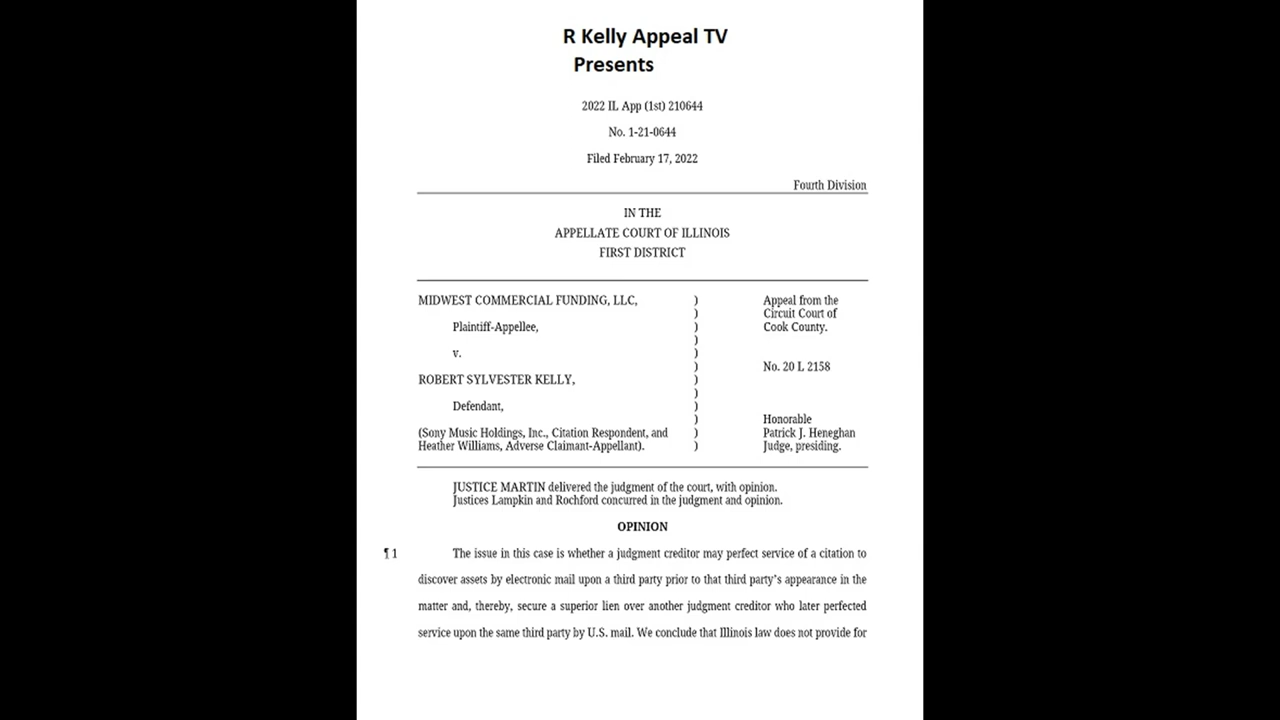 R Kelly Appeal TV
Presents
2022 IL App (1st) 210644
No. 1-21-0644
Filed February 17, 2022
Fourth Division
IN THE
APPELLATE COURT OF ILLINOIS
FIRST DISTRICT
MIDWEST COMMERCIAL FUNDING, LLC, ) Appeal from the
) Circuit Court of
Plaintiff-Appellee, ) Cook County.
)
v. )
) No. 20 L 2158
ROBERT SYLVESTER KELLY, )
)
Defendant, )
) Honorable
(Sony Music Holdings, Inc., Citation Respondent, and ) Patrick J. Heneghan
Heather Williams, Adverse Claimant-Appellant). ) Judge, presiding.
JUSTICE MARTIN delivered the judgment of the court, with opinion.
Justices Lampkin and Rochford concurred in the judgment and opinion.
OPINION
¶ 1 The issue in this case is whether a judgment creditor may perfect service of a citation to
discover assets by electronic mail upon a third party prior to that third party's appearance in the
matter and, thereby, secure a superior lien over another judgment creditor who later perfected
service upon the same third party by U.S. mail. We conclude that Illinois law does not provide for